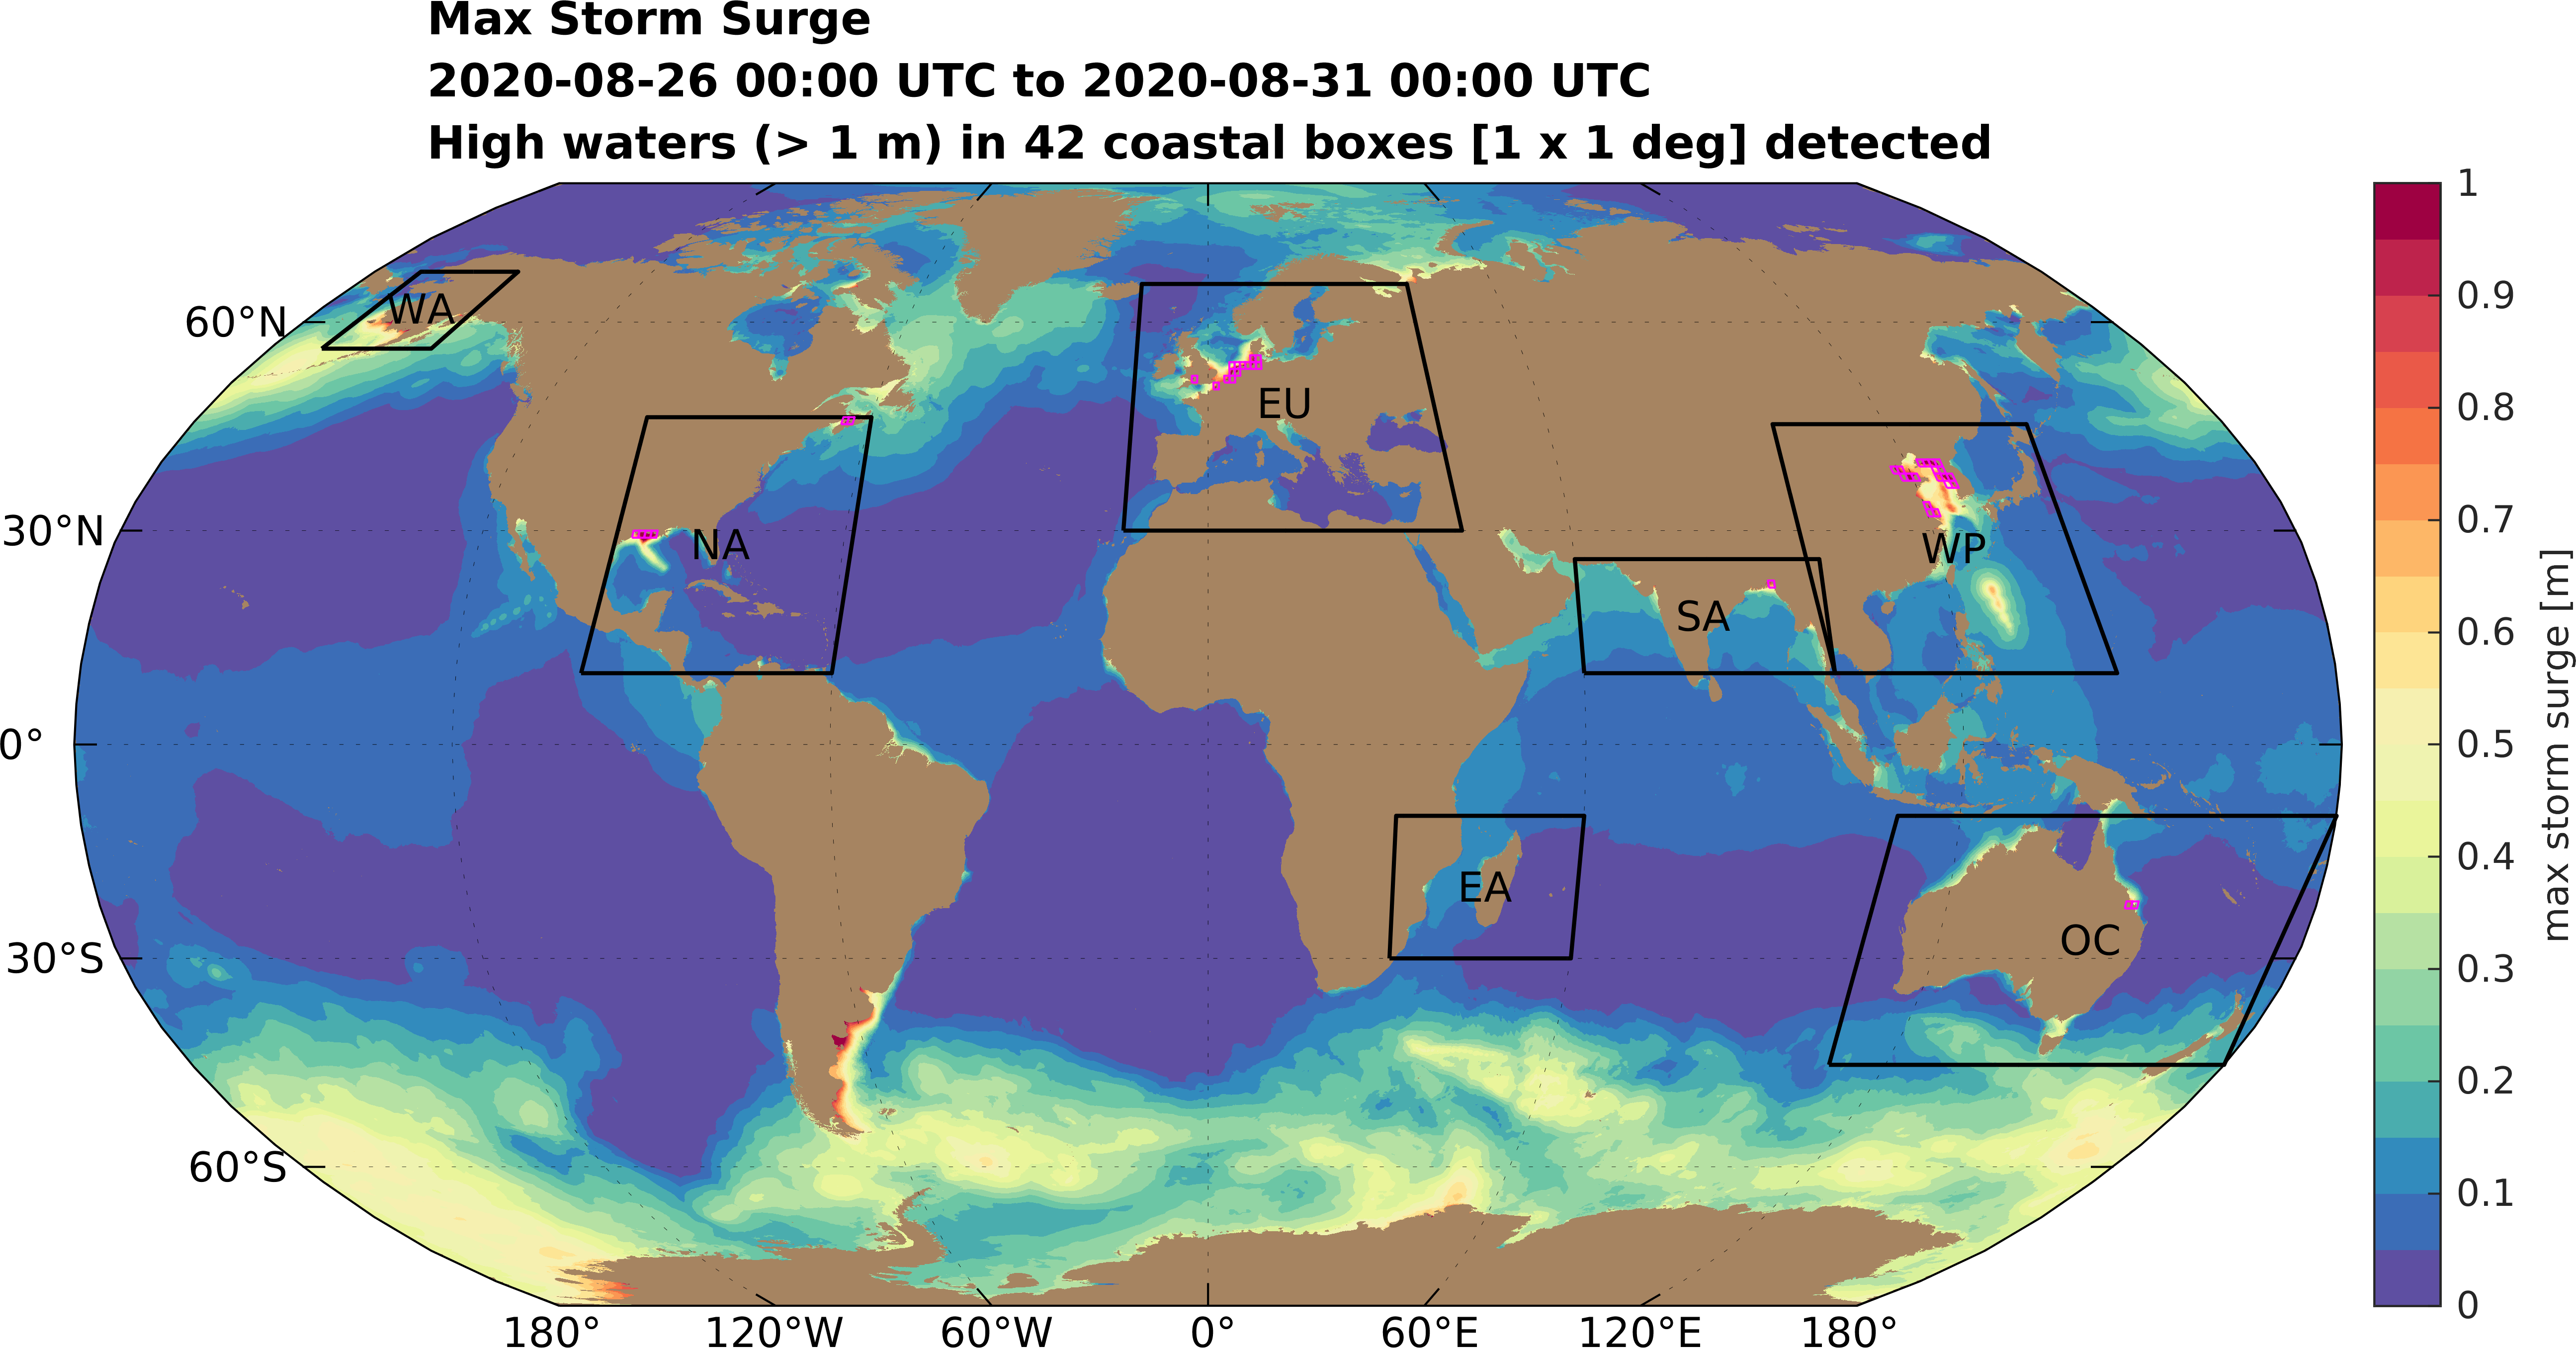 Max Storm Surge
2020-08-26 00:00 UTC to 2020-08-31 00:00 UTC
High waters (> 1 m) in 42 coastal boxes [1 x 1 deg] detected
60°N
30°N
0°
30°S
60°S
WA
NA
EU
SA
WP
EA
OC
180°
120°W
60°W
0°
60°E
120°E
180°
1
0.9
0.8
0.7
0.6
0.5
0.4
0.3
0.2
0.1
0
max storm surge [m]